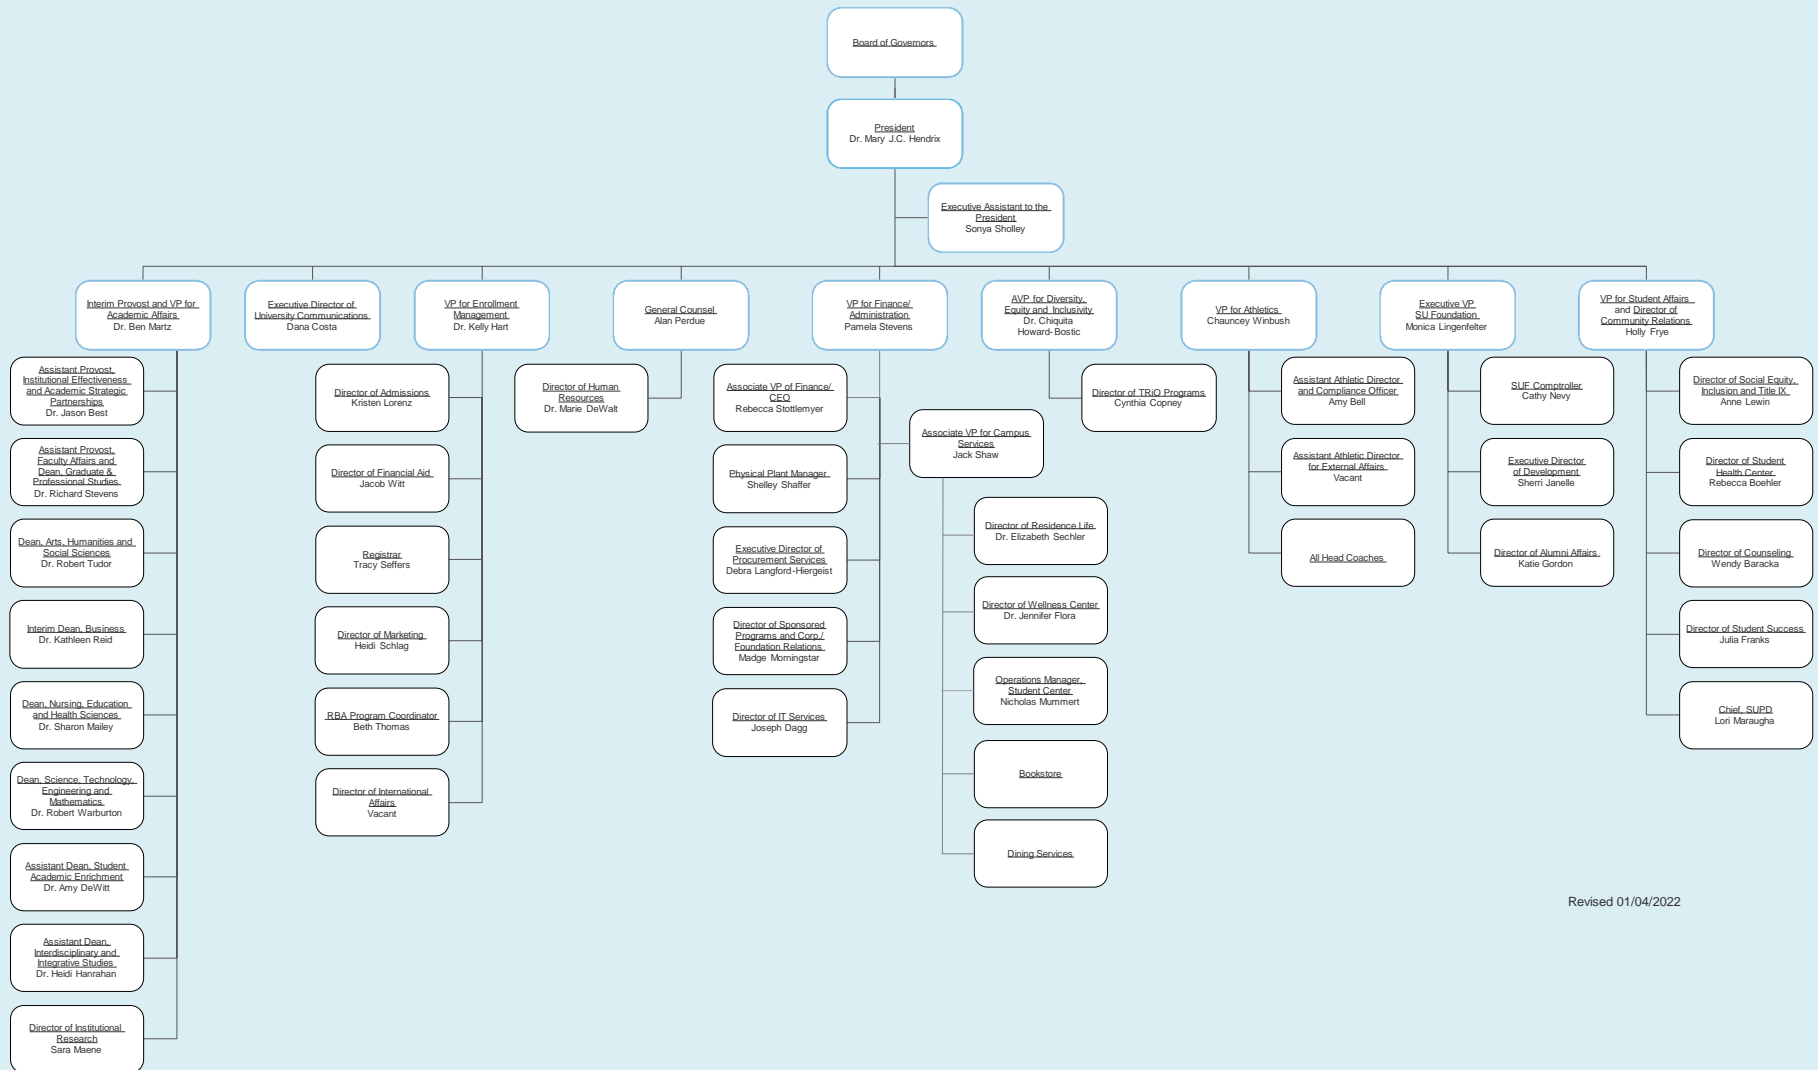 Board of Governors
President
Dr. Mary J.C. Hendrix
Executive Assistant to the
President
Sonya Sholley
Interim Provost and VP for
Academic Affairs
Dr. Ben Martz
Executive Director of
University Communications
Dana Costa
VP for Enrollment
Management
Dr. Kelly Hart
General Counsel
Alan Perdue
VP for Finance/
Administration
Pamela Stevens
AVP for Diversity,
Equity and Inclusivity
Dr. Chiquita
Howard-Bostic
VP for Athletics
Chauncey Winbush
Executive VP
SU Foundation
Monica Lingenfelter
VP for Student Affairs
and Director of
Community Relations
Holly Frye
Assistant Provost,
Institutional Effectiveness
and Academic Strategic
Partnerships
Dr. Jason Best
Assistant Provost,
Faculty Affairs and
Dean, Graduate &
Professional Studies
Dr. Richard Stevens
Dean, Arts, Humanities and
Social Sciences
Dr. Robert Tudor
Interim Dean, Business
Dr. Kathleen Reid
Dean, Nursing, Education
and Health Sciences
Dr. Sharon Mailey
Dean, Science, Technology,
Engineering and
Mathematics
Dr. Robert Warburton
Assistant Dean, Student
Academic Enrichment
Dr. Amy DeWitt
Assistant Dean,
Interdisciplinary and
Integrative Studies
Dr. Heidi Hanrahan
Director of Institutional
Research
Sara Maene
Director of Admissions
Kristen Lorenz
Director of Financial Aid
Jacob Witt
Registrar
Tracy Seffers
Director of Marketing
Heidi Schlag
RBA Program Coordinator
Beth Thomas
Director of International
Affairs
Vacant
Director of Human
Resources
Dr. Marie DeWalt
Associate VP of Finance/
CEO
Rebecca Stottlemyer
Physical Plant Manager
Shelley Shaffer
Executive Director of
Procurement Services
Debra Langford-Hiergeist
Director of Sponsored
Programs and Corp./
Foundation Relations
Madge Morningstar
Director of IT Services
Joseph Dagg
Associate VP for Campus
Services
Jack Shaw
Director of Residence Life
Dr. Elizabeth Sechler
Director of Wellness Center
Dr. Jennifer Flora
Operations Manager,
Student Center
Nicholas Mummert
Bookstore
Dining Services
Director of TRiO Programs
Cynthia Copney
Assistant Athletic Director
and Compliance Officer
Amy Bell
Assistant Athletic Director
for External Affairs
Vacant
All Head Coaches
SUF Comptroller
Cathy Nevy
Executive Director
of Development
Sherri Janelle
Director of Alumni Affairs
Katie Gordon
Director of Social Equity,
Inclusion and Title IX
Anne Lewin
Director of Student
Health Center
Rebecca Boehler
Director of Counseling
Wendy Baracka
Director of Student Success
Julia Franks
Chief, SUPD
Lori Maraugha
Revised 01/04/2022